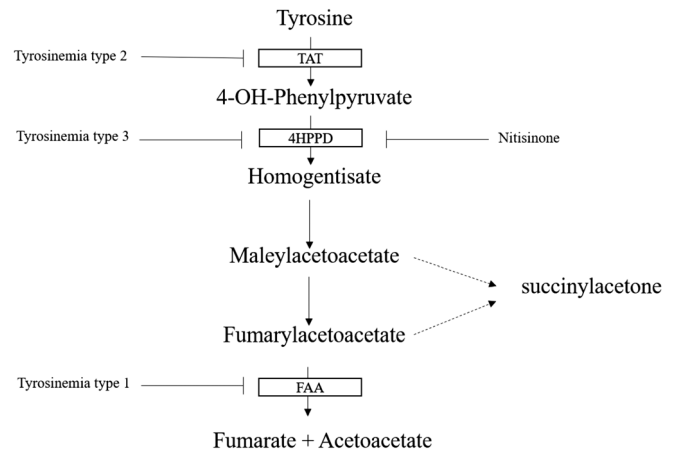 Tyrosine
Tyrosinemia type 2
TAT
4-OH-Phenylpyruvate
Tyrosinemia type 3
4HPPD
Nitisinone
Homogentisate
Maleylacetoacetate
succinylacetone
Fumarylacetoacetate
Tyrosinemia type 1
FAA
Fumarate + Acetoacetate